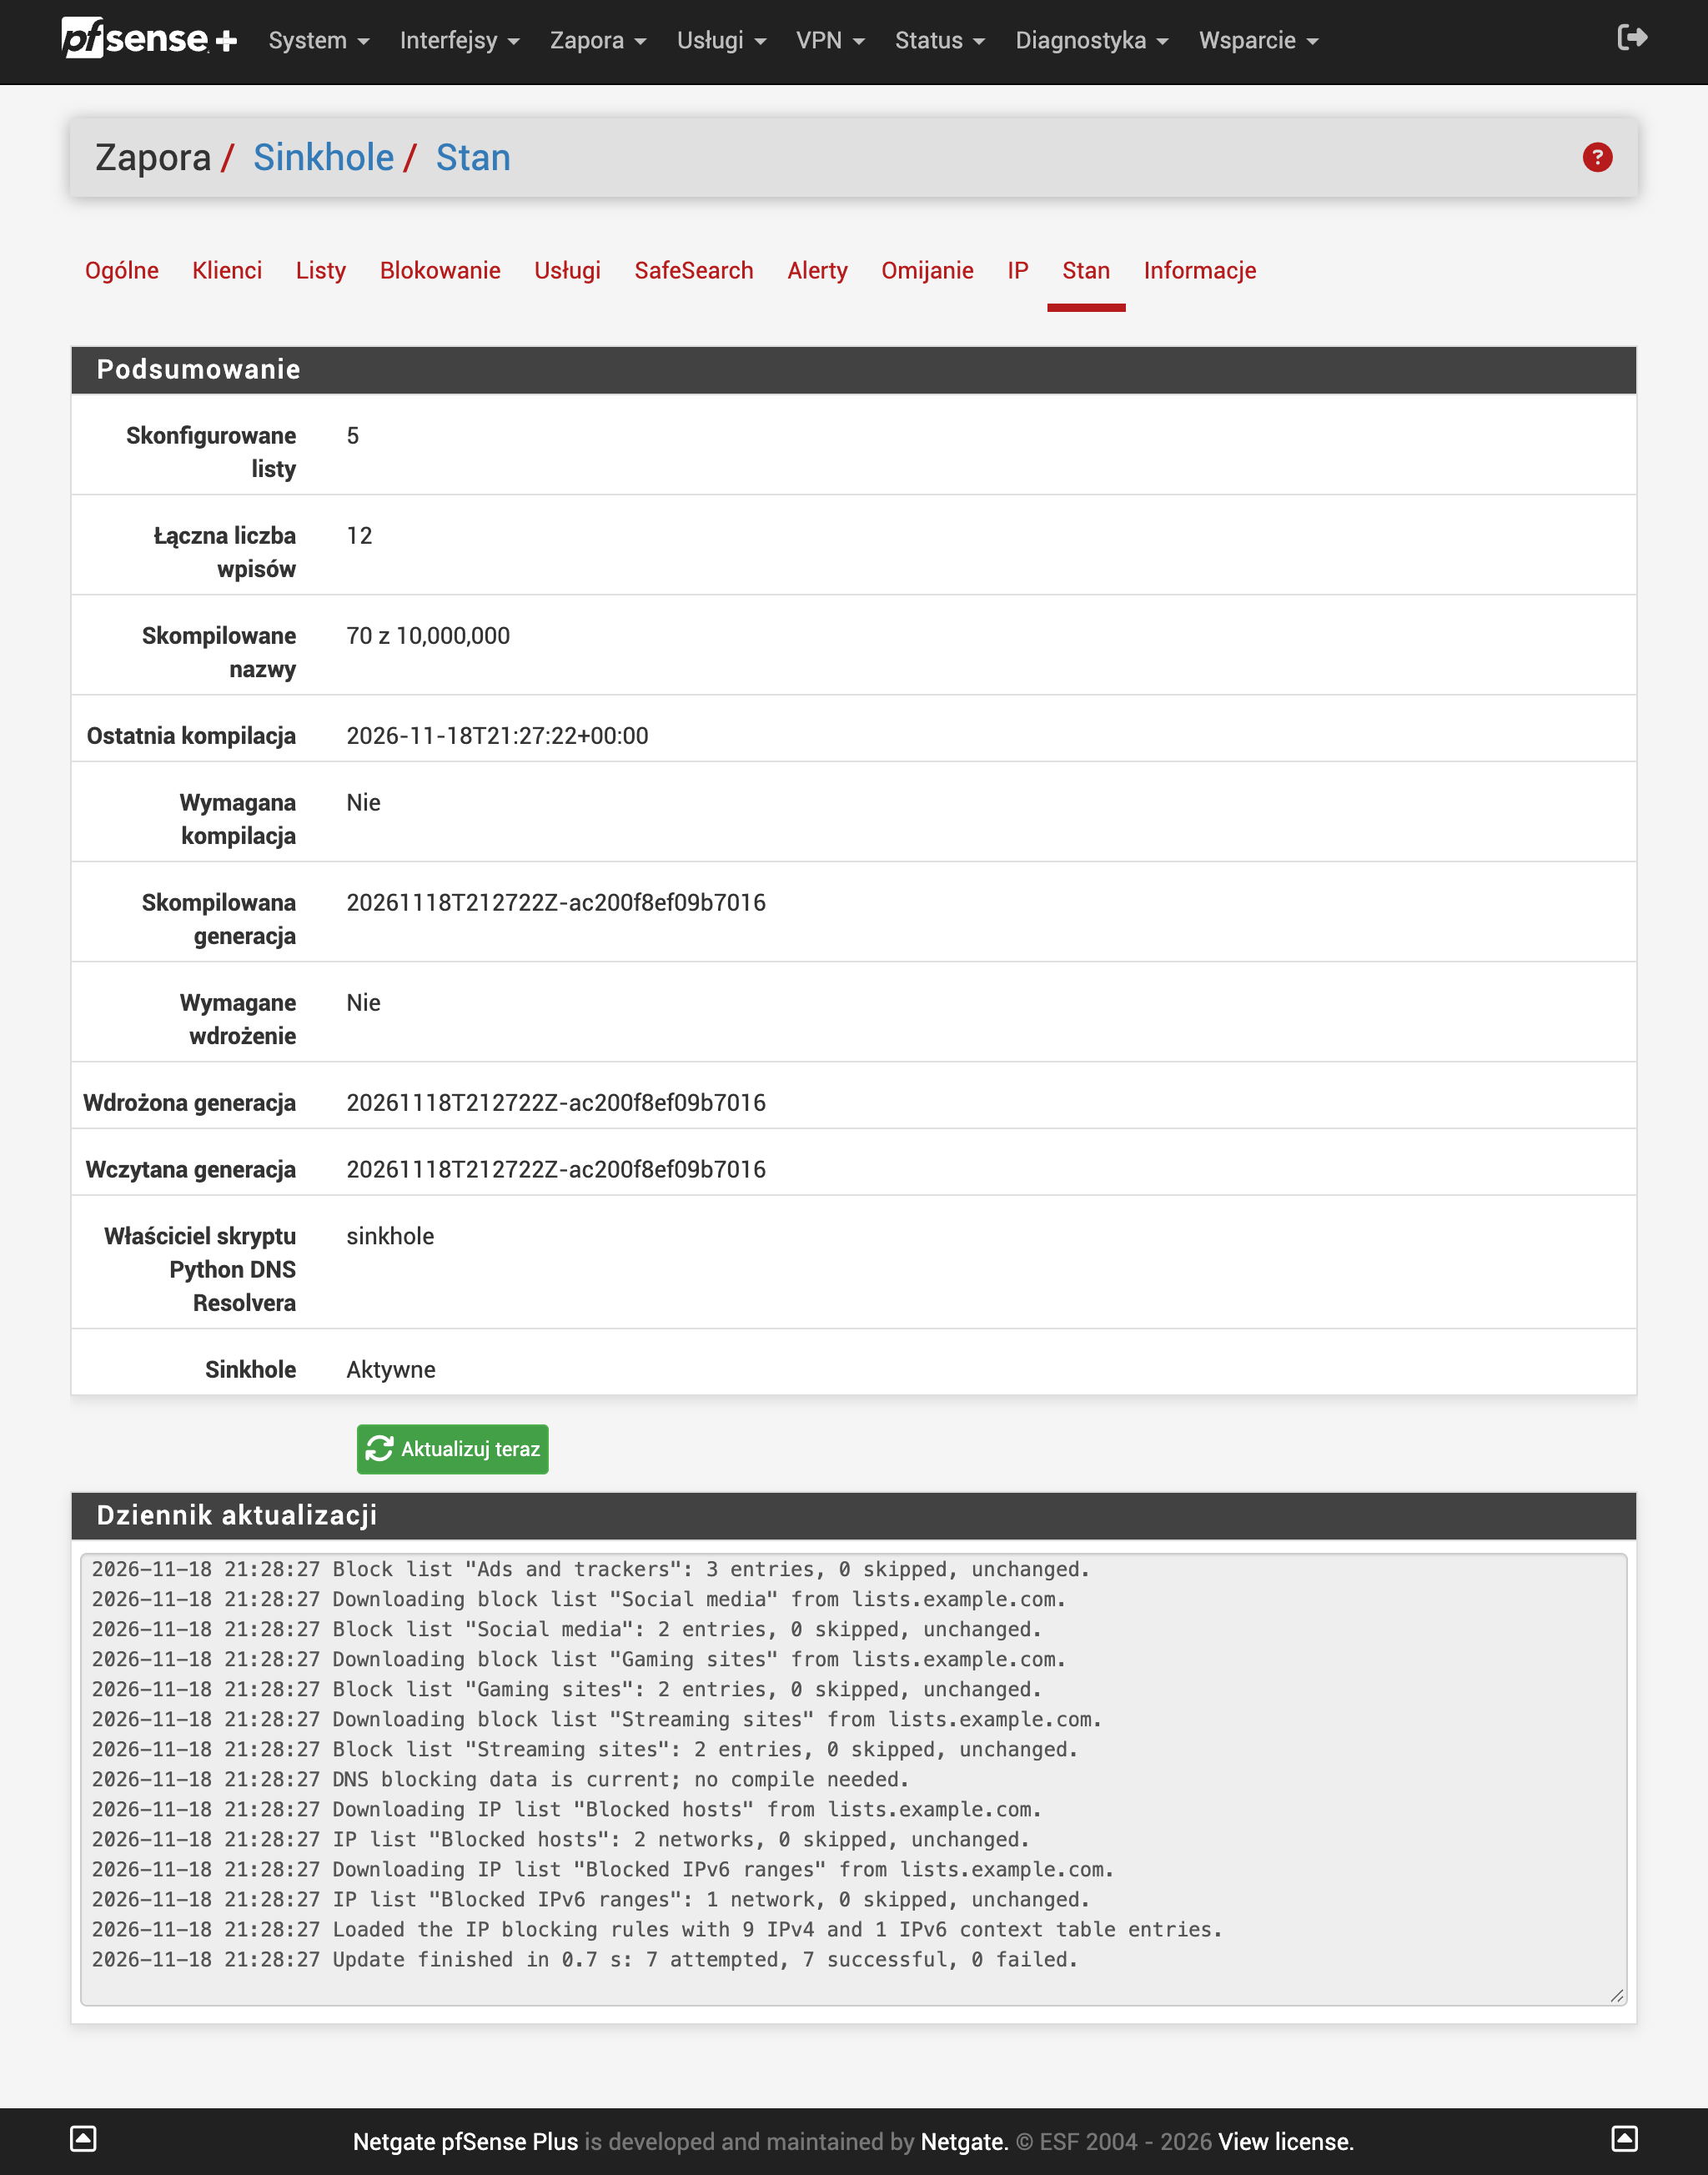 pfsense+ System Interfejsy Zapora Usługi VPN Status Diagnostyka Wsparcie
Zapora / Sinkhole / Stan
?
Ogólne Klienci Listy Blokowanie Usługi SafeSearch Alerty Omijanie IP Stan Informacje
Podsumowanie
Skonfigurowane 5
listy
Łączna liczba 12
wpisów
Skompilowane 70 z 10,000,000
nazwy
Ostatnia kompilacja 2026-11-18T21:27:22+00:00
Wymagana Nie
kompilacja
Skompilowana 20261118T212722Z-ac200f8ef09b7016
generacja
Wymagane Nie
wdrożenie
Wdrożona generacja 20261118T212722Z-ac200f8ef09b7016
Wczytana generacja 20261118T212722Z-ac200f8ef09b7016
Właściciel skryptu sinkhole
Python DNS
Resolvera
Sinkhole Aktywne
Aktualizuj teraz
Dziennik aktualizacji
2026-11-18 21:28:27 Block list "Ads and trackers": 3 entries, 0 skipped, unchanged.
2026-11-18 21:28:27 Downloading block list "Social media" from lists.example.com.
2026-11-18 21:28:27 Block list "Social media": 2 entries, 0 skipped, unchanged.
2026-11-18 21:28:27 Downloading block list "Gaming sites" from lists.example.com.
2026-11-18 21:28:27 Block list "Gaming sites": 2 entries, 0 skipped, unchanged.
2026-11-18 21:28:27 Downloading block list "Streaming sites" from lists.example.com.
2026-11-18 21:28:27 Block list "Streaming sites": 2 entries, 0 skipped, unchanged.
2026-11-18 21:28:27 DNS blocking data is current; no compile needed.
2026-11-18 21:28:27 Downloading IP list "Blocked hosts" from lists.example.com.
2026-11-18 21:28:27 IP list "Blocked hosts": 2 networks, 0 skipped, unchanged.
2026-11-18 21:28:27 Downloading IP list "Blocked IPv6 ranges" from lists.example.com.
2026-11-18 21:28:27 IP list "Blocked IPv6 ranges": 1 network, 0 skipped, unchanged.
2026-11-18 21:28:27 Loaded the IP blocking rules with 9 IPv4 and 1 IPv6 context table entries.
2026-11-18 21:28:27 Update finished in 0.7 s: 7 attempted, 7 successful, 0 failed.
Netgate pfSense Plus is developed and maintained by Netgate. © ESF 2004 - 2026 View license.